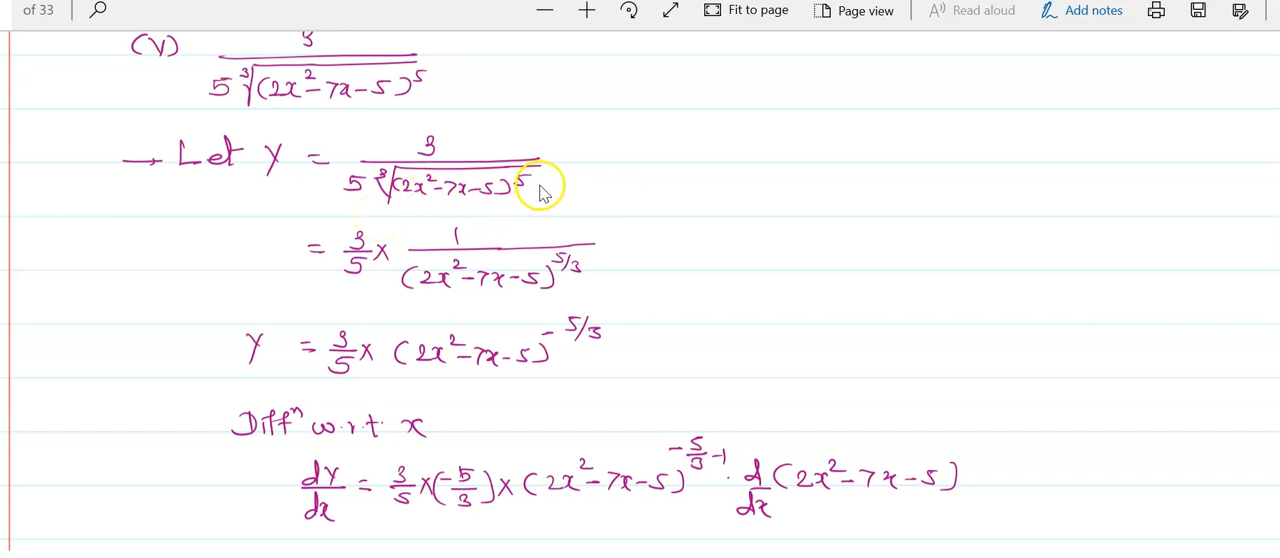 of 33 Fit to page Page view Read aloud Add notes
(V) 3/(5 ∛(2x²-7x-5)⁵)
→ Let y = 3/(5 ∛(2x²-7x-5)⁵)
= 3/5 × 1/(2x²-7x-5)^(5/3)
y = 3/5 × (2x²-7x-5)^(-5/3)
Diffⁿ w.r.t. x
dy/dx = 3/5 × (-5/3) × (2x²-7x-5)^(-5/3-1) · d/dx (2x²-7x-5)